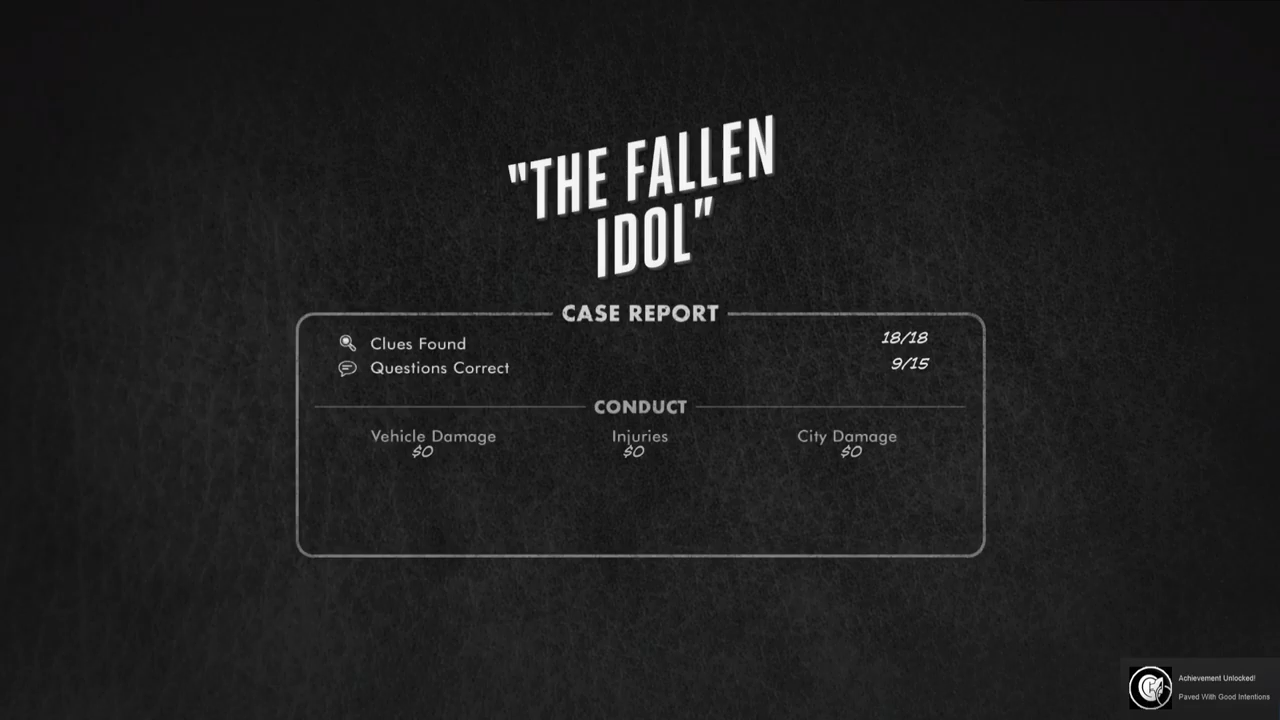 "THE FALLEN
IDOL"
CASE REPORT
Clues Found 18/18
Questions Correct 9/15
CONDUCT
Vehicle Damage Injuries City Damage
$0 $0 $0
Achievement Unlocked!
Paved With Good Intentions